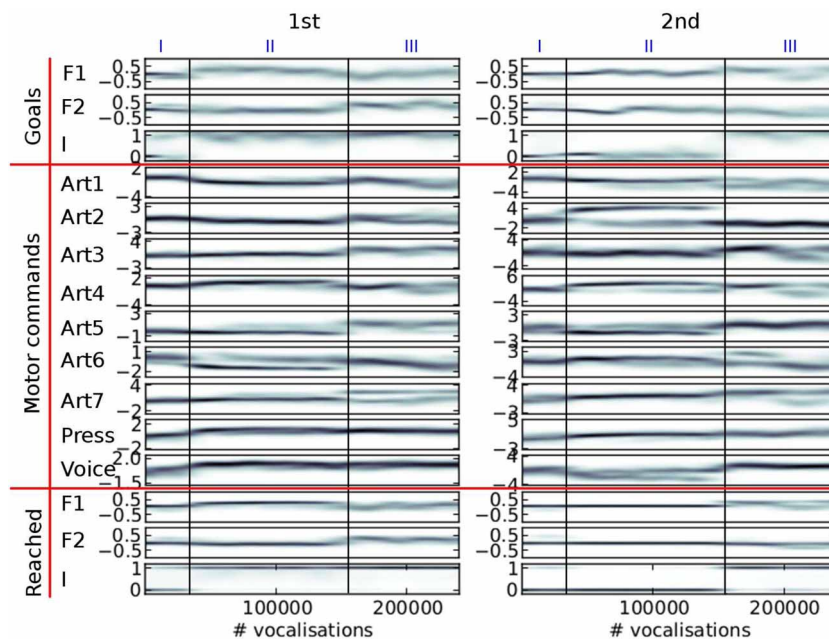 1st 2nd
I II III I II III
Goals
F1 0.5 −0.5 0.5 −0.5
F2 0.5 −0.5 0.5 −0.5
I 1 0 1 0
Motor commands
Art1 2 −4 2 −4
Art2 3 −3 4 −2
Art3 4 −3 4 −4
Art4 2 −4 6 −4
Art5 3 −1 3 −3
Art6 1 −2 3 −4
Art7 4 −2 4 −3
Press 2 −2 5
Voice 2.0 −1.5 4 −4
Reached
F1 0.5 −0.5 0.5 −0.5
F2 0.5 −0.5 0.5 −0.5
I 1 0 1 0
100000 200000 100000 200000
# vocalisations # vocalisations